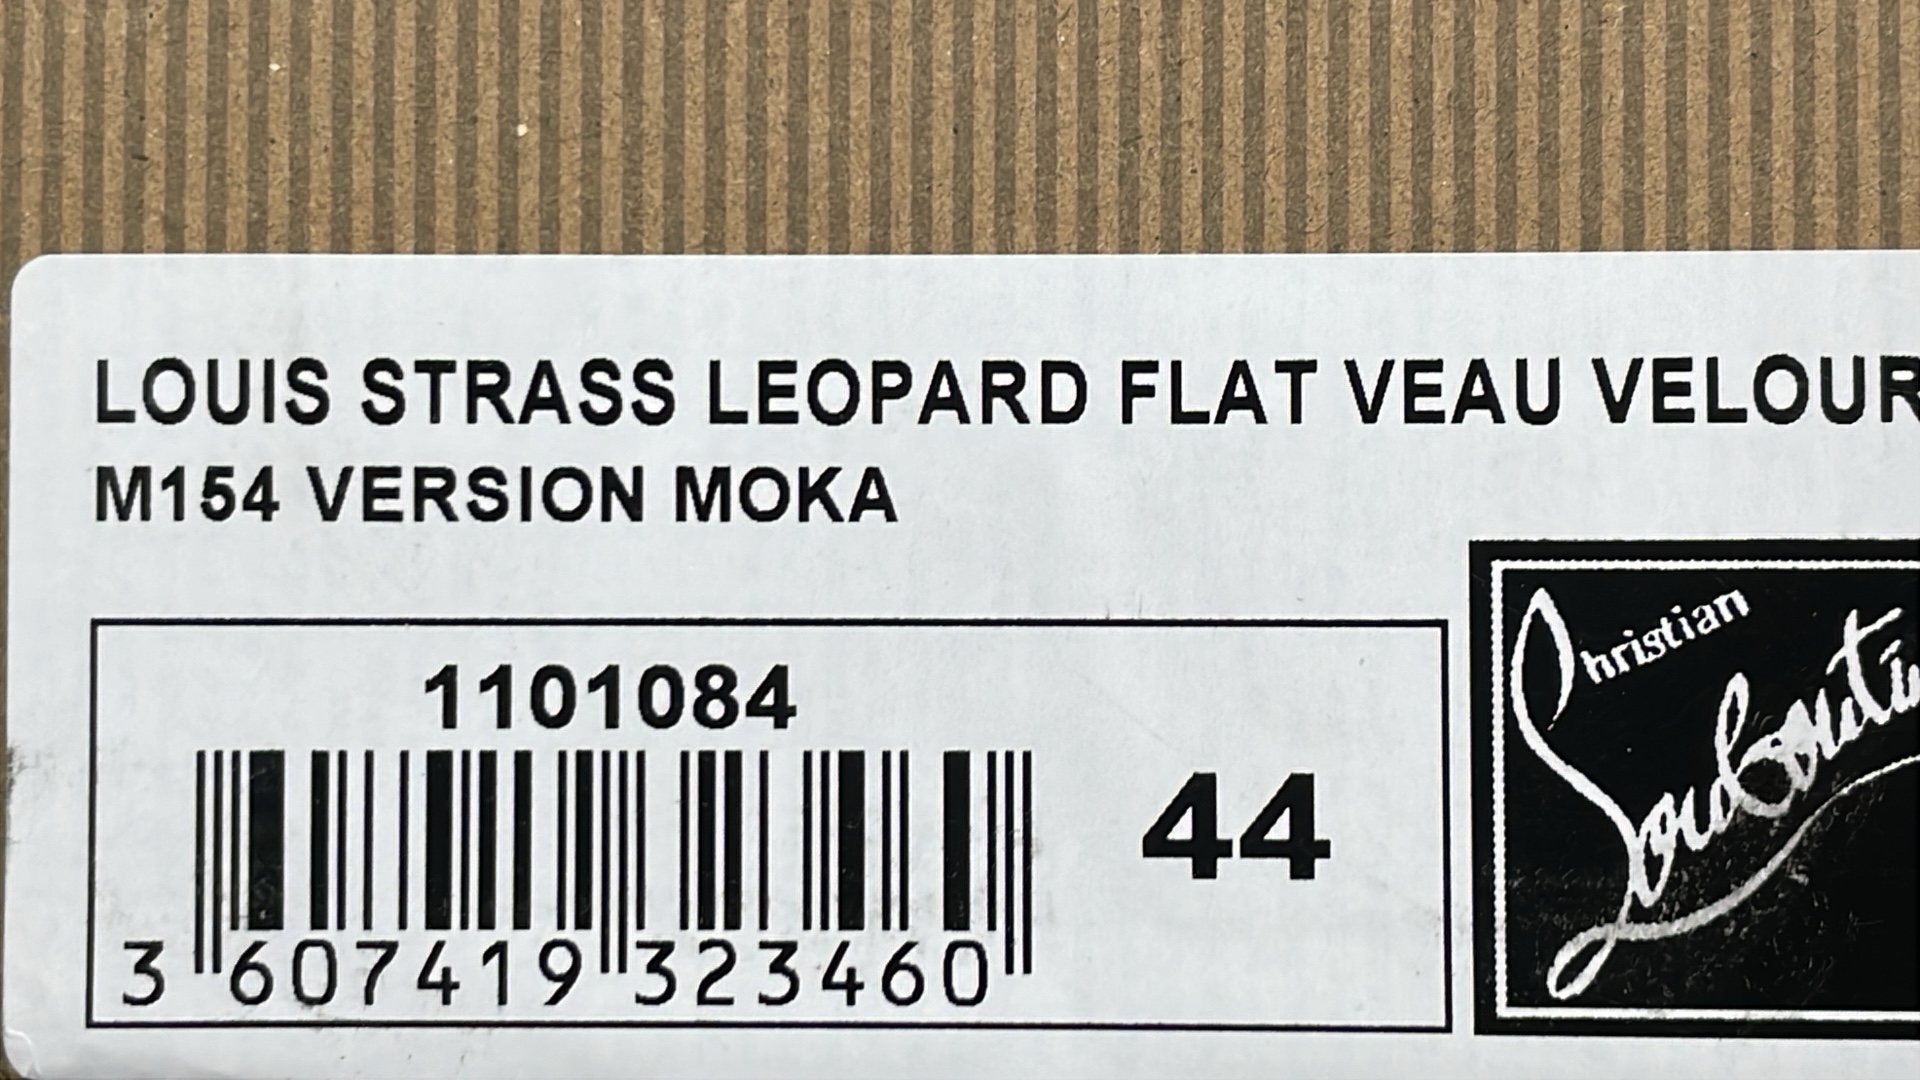 LOUIS STRASS LEOPARD FLAT VEAU VELOUR
M154 VERSION MOKA
1101084
44
3 607419 323460
Christian